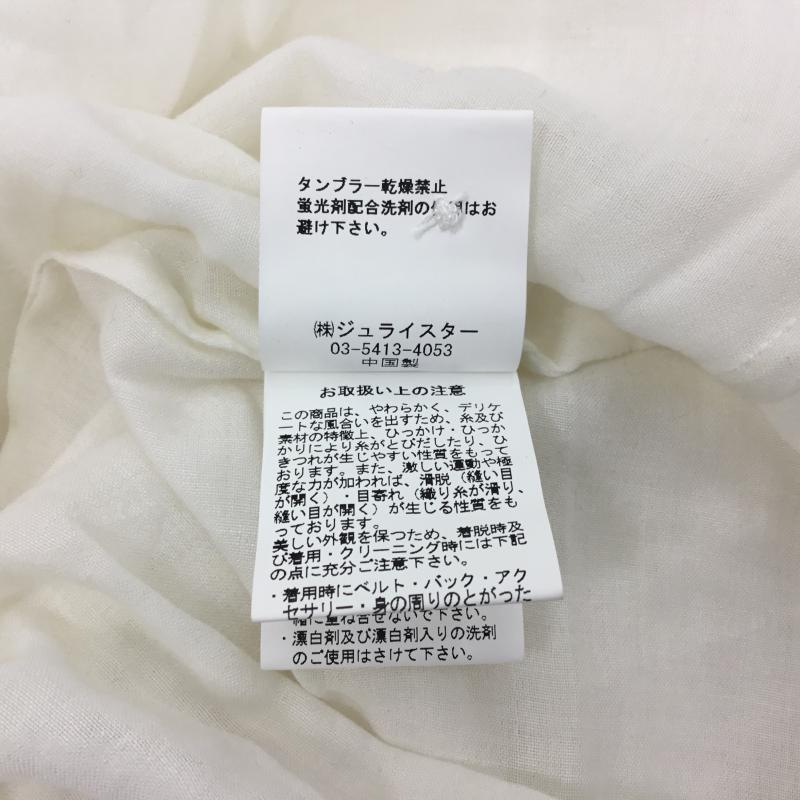 タンブラー乾燥禁止
蛍光剤配合洗剤の はお
避け下さい。
㈱ジュライスター
03-5413-4053
中国製
お取扱い上の注意
この商品は、やわらかく、デリケ
ートな風合いを出すため、糸及び
素材の特徴上、ひっかけ・ひっか
かりにより糸がとびだしたり、ひ
きつれが生じやすい性質をもって
おります。また、激しい運動や極
度な力が加われば、滑脱（縫い目
が開く）・目寄れ（織り糸が滑り、
縫い目が開く）が生じる性質をも
っております。
美しい外観を保つため、着脱時及
び着用・クリーニング時には下記
の点に充分ご注意下さい。
・着用時にベルト・バック・アク
セサリー・身の周りのとがった
緒に重ね合せないで下さい。
・漂白剤及び漂白剤入りの洗剤
のご使用はさけて下さい。